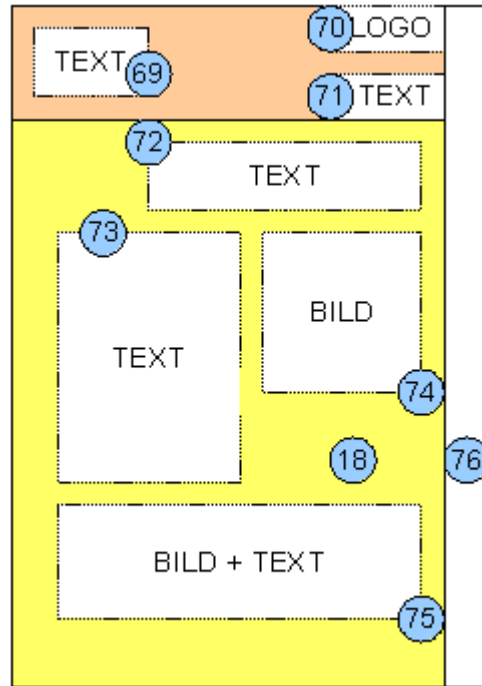 70 LOGO
TEXT 69
71 TEXT
72
TEXT
73
BILD
TEXT
74
18
76
BILD + TEXT
75